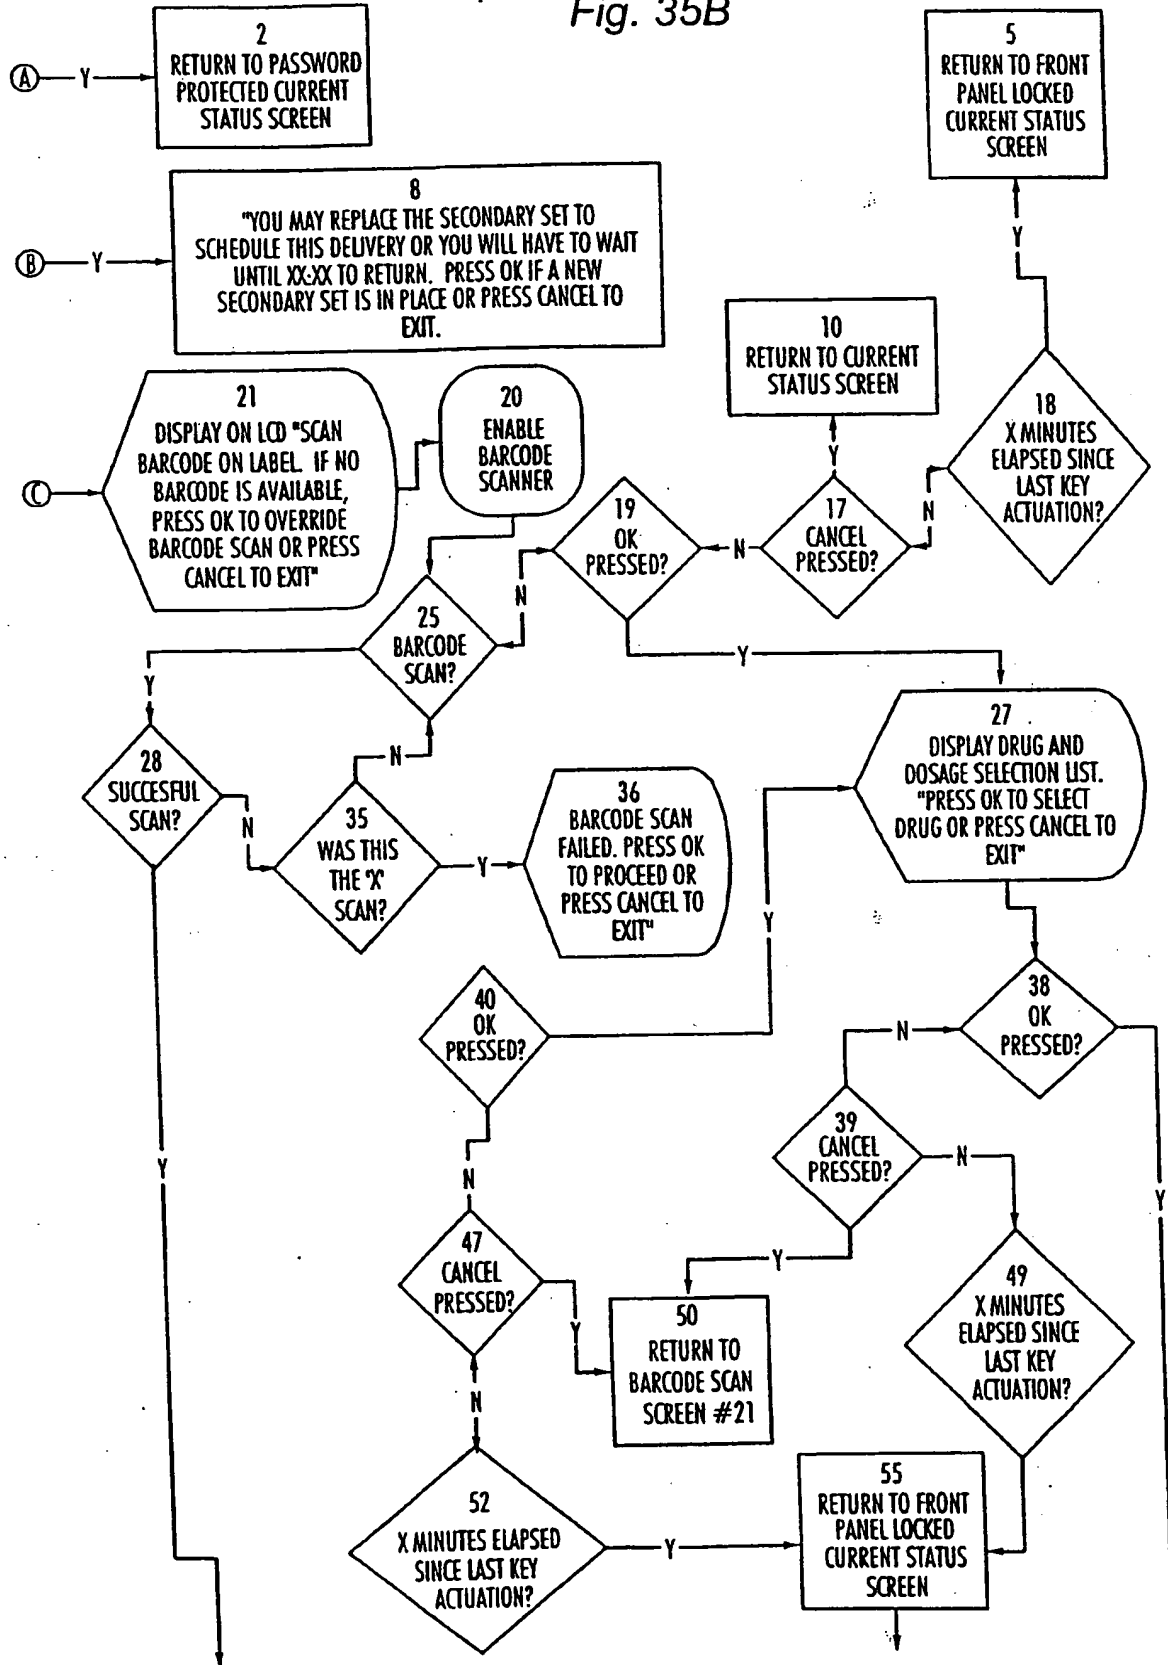 Fig. 35B
A
Y
2
RETURN TO PASSWORD
PROTECTED CURRENT
STATUS SCREEN
5
RETURN TO FRONT
PANEL LOCKED
CURRENT STATUS
SCREEN
Y
B
Y
8
"YOU MAY REPLACE THE SECONDARY SET TO
SCHEDULE THIS DELIVERY OR YOU WILL HAVE TO WAIT
UNTIL XX:XX TO RETURN. PRESS OK IF A NEW
SECONDARY SET IS IN PLACE OR PRESS CANCEL TO
EXIT.
10
RETURN TO CURRENT
STATUS SCREEN
Y
C
21
DISPLAY ON LCD "SCAN
BARCODE ON LABEL. IF NO
BARCODE IS AVAILABLE,
PRESS OK TO OVERRIDE
BARCODE SCAN OR PRESS
CANCEL TO EXIT"
20
ENABLE
BARCODE
SCANNER
18
X MINUTES
ELAPSED SINCE
LAST KEY
ACTUATION?
N
17
CANCEL
PRESSED?
N
19
OK
PRESSED?
N
Y
25
BARCODE
SCAN?
Y
28
SUCCESFUL
SCAN?
N
N
35
WAS THIS
THE 'X'
SCAN?
Y
36
BARCODE SCAN
FAILED. PRESS OK
TO PROCEED OR
PRESS CANCEL TO
EXIT"
27
DISPLAY DRUG AND
DOSAGE SELECTION LIST.
"PRESS OK TO SELECT
DRUG OR PRESS CANCEL TO
EXIT"
Y
40
OK
PRESSED?
38
OK
PRESSED?
N
39
CANCEL
PRESSED?
N
Y
Y
N
47
CANCEL
PRESSED?
Y
Y
50
RETURN TO
BARCODE SCAN
SCREEN #21
49
X MINUTES
ELAPSED SINCE
LAST KEY
ACTUATION?
N
52
X MINUTES ELAPSED
SINCE LAST KEY
ACTUATION?
Y
55
RETURN TO FRONT
PANEL LOCKED
CURRENT STATUS
SCREEN